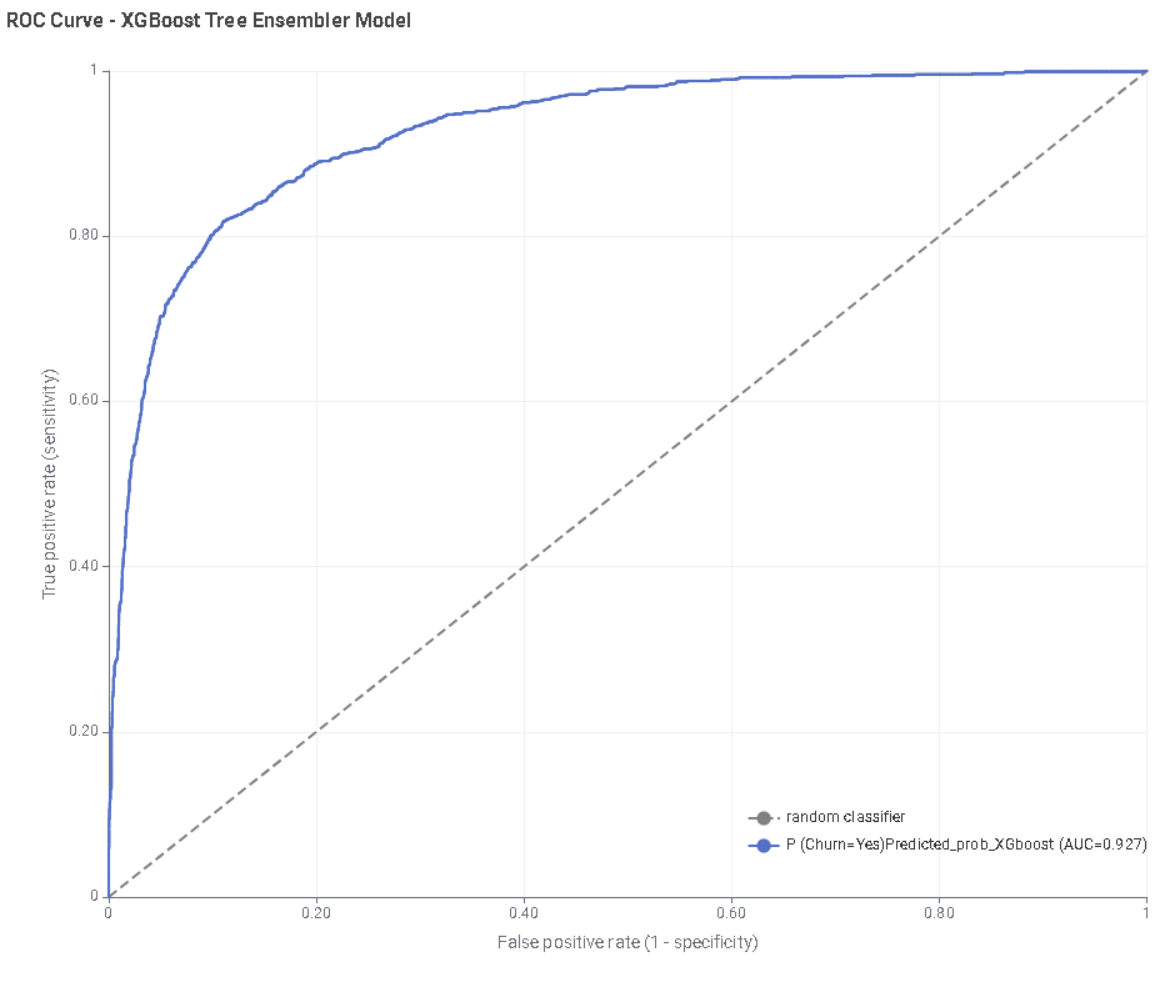 ROC Curve - XGBoost Tree Ensembler Model
1
0.80
0.60
0.40
0.20
0
True positive rate (sensitivity)
random classifier
P (Churn=Yes)Predicted_prob_XGboost (AUC=0.927)
0 0.20 0.40 0.60 0.80 1
False positive rate (1 - specificity)